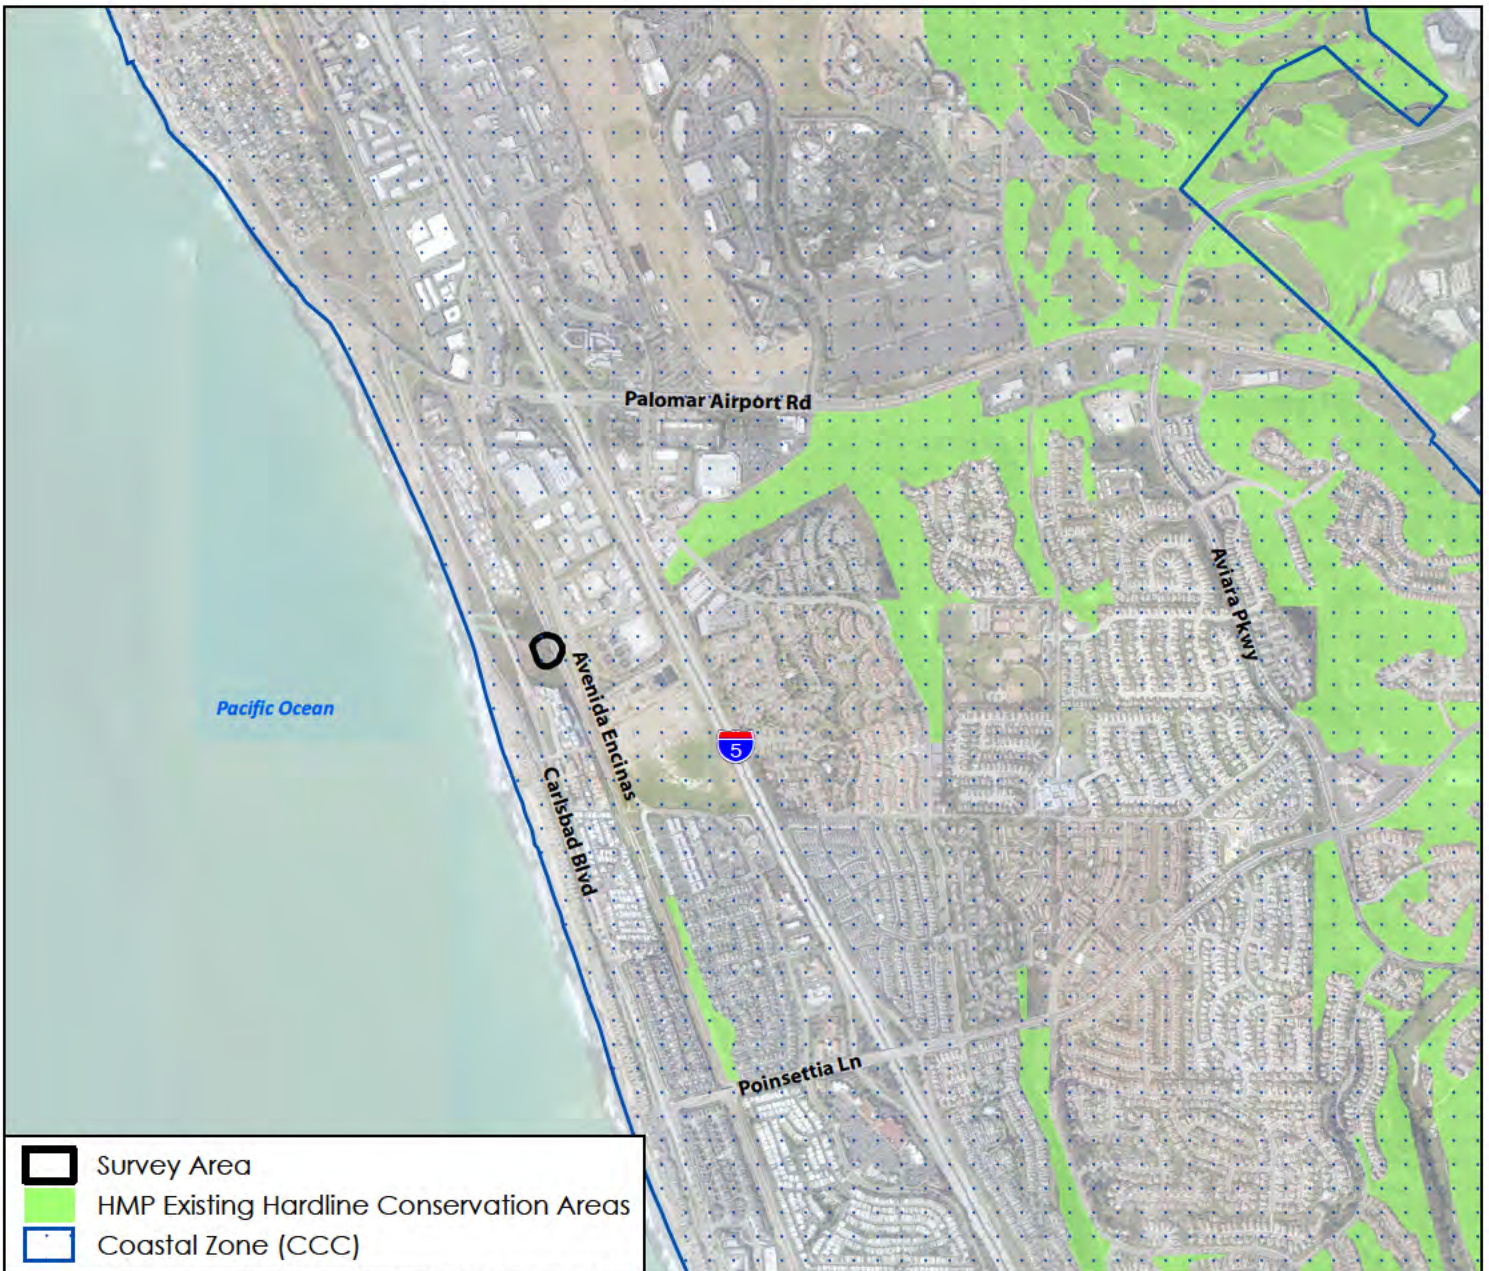 Palomar Airport Rd
Aviara Pkwy
Avenida Encinas
Pacific Ocean
5
Carlsbad Blvd
Poinsettia Ln
Survey Area
HMP Existing Hardline Conservation Areas
Coastal Zone (CCC)